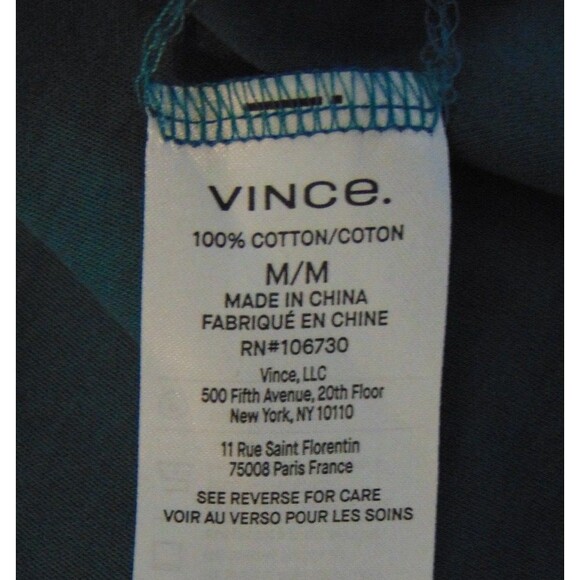 VINCe.
100% COTTON/COTON
M/M
MADE IN CHINA
FABRIQUÉ EN CHINE
RN#106730
Vince, LLC
500 Fifth Avenue, 20th Floor
New York, NY 10110
11 Rue Saint Florentin
75008 Paris France
SEE REVERSE FOR CARE
VOIR AU VERSO POUR LES SOINS